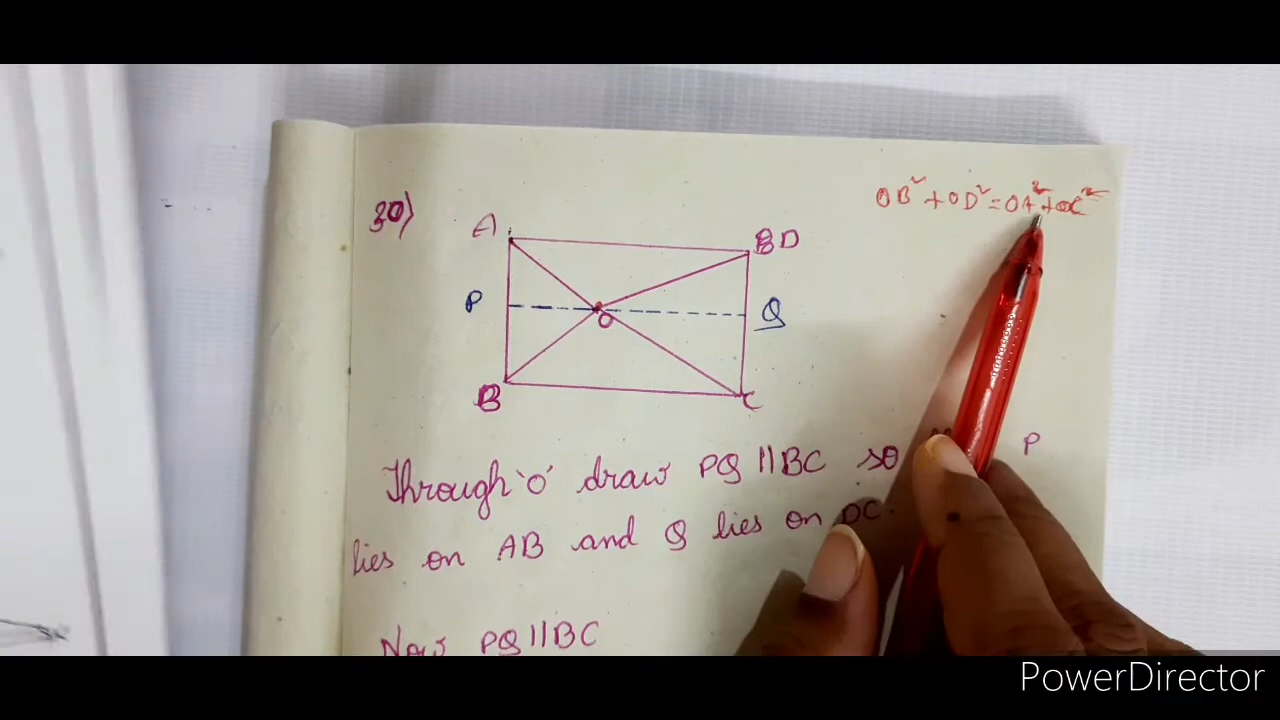 30)
OB² + OD² = OA² + OC²
A
D
P
O
Q
B
C
Through 'O' draw PQ || BC so P
lies on AB and Q lies on DC.
Now PQ || BC
PowerDirector